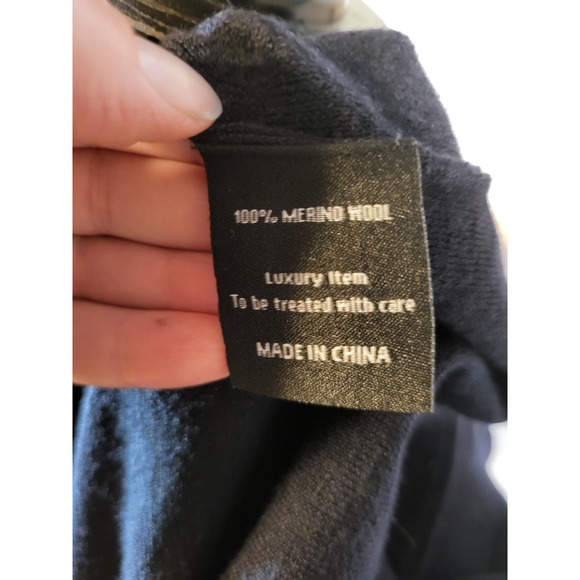 100% MERINO WOOL
Luxury Item
To be treated with care
MADE IN CHINA